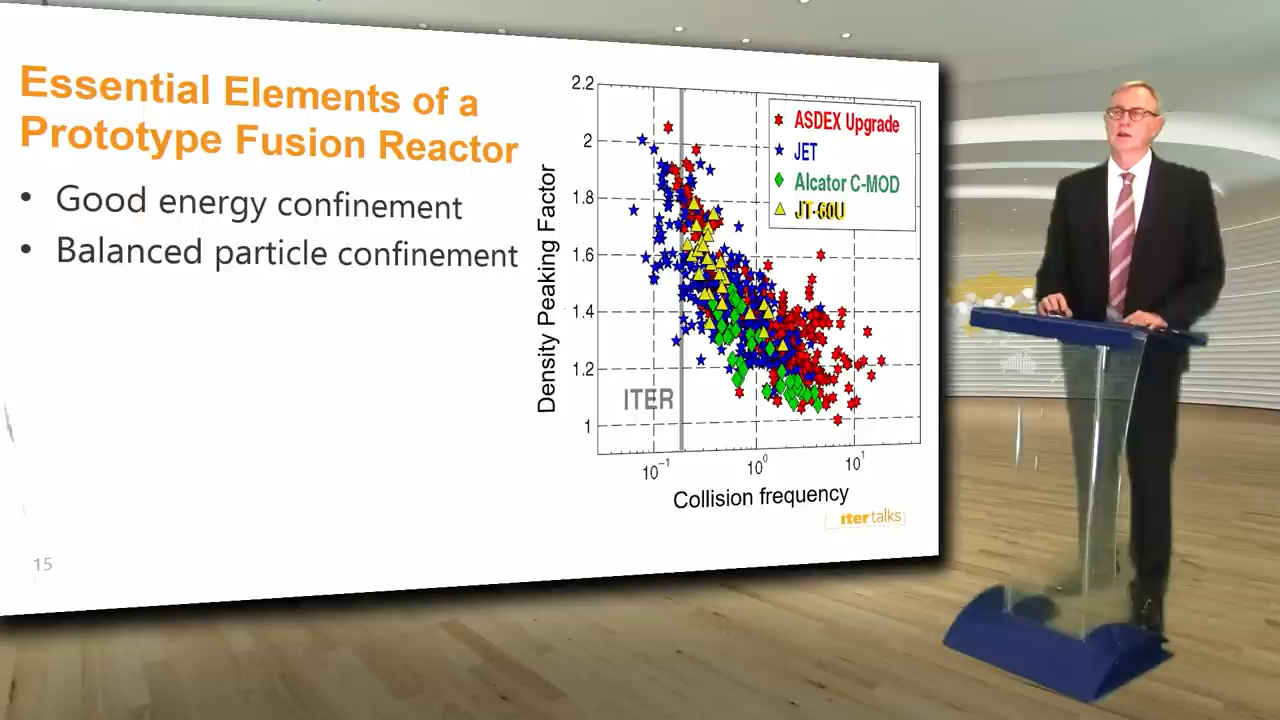 Essential Elements of a
Prototype Fusion Reactor
• Good energy confinement
• Balanced particle confinement
15
Density Peaking Factor
2.2
2
1.8
1.6
1.4
1.2
1
ASDEX Upgrade
JET
Alcator C-MOD
JT-60U
ITER
10⁻¹
10⁰
10¹
Collision frequency
iter talks